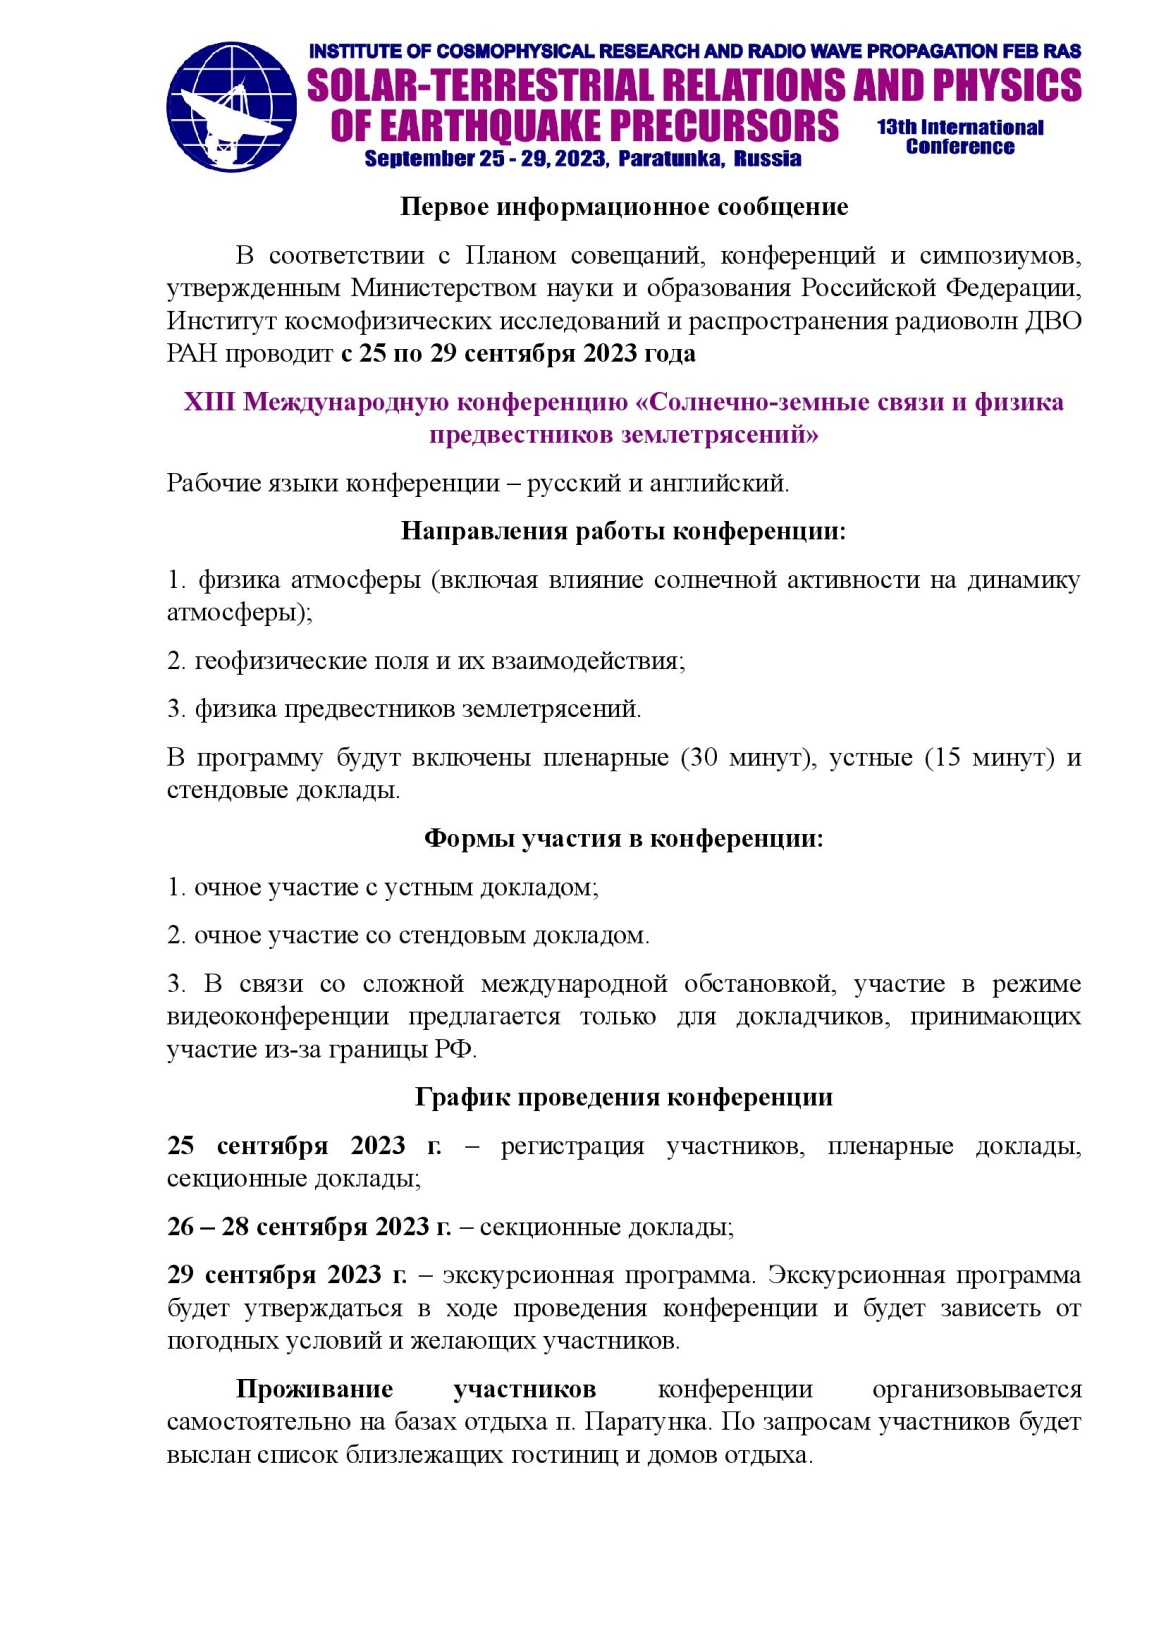 INSTITUTE OF COSMOPHYSICAL RESEARCH AND RADIO WAVE PROPAGATION FEB RAS
SOLAR-TERRESTRIAL RELATIONS AND PHYSICS
OF EARTHQUAKE PRECURSORS
13th International
Conference
September 25 - 29, 2023, Paratunka, Russia
Первое информационное сообщение
В соответствии с Планом совещаний, конференций и симпозиумов,
утвержденным Министерством науки и образования Российской Федерации,
Институт космофизических исследований и распространения радиоволн ДВО
РАН проводит с 25 по 29 сентября 2023 года
XIII Международную конференцию «Солнечно-земные связи и физика
предвестников землетрясений»
Рабочие языки конференции – русский и английский.
Направления работы конференции:
1. физика атмосферы (включая влияние солнечной активности на динамику
атмосферы);
2. геофизические поля и их взаимодействия;
3. физика предвестников землетрясений.
В программу будут включены пленарные (30 минут), устные (15 минут) и
стендовые доклады.
Формы участия в конференции:
1. очное участие с устным докладом;
2. очное участие со стендовым докладом.
3. В связи со сложной международной обстановкой, участие в режиме
видеоконференции предлагается только для докладчиков, принимающих
участие из-за границы РФ.
График проведения конференции
25 сентября 2023 г. – регистрация участников, пленарные доклады,
секционные доклады;
26 – 28 сентября 2023 г. – секционные доклады;
29 сентября 2023 г. – экскурсионная программа. Экскурсионная программа
будет утверждаться в ходе проведения конференции и будет зависеть от
погодных условий и желающих участников.
Проживание участников конференции организовывается
самостоятельно на базах отдыха п. Паратунка. По запросам участников будет
выслан список близлежащих гостиниц и домов отдыха.